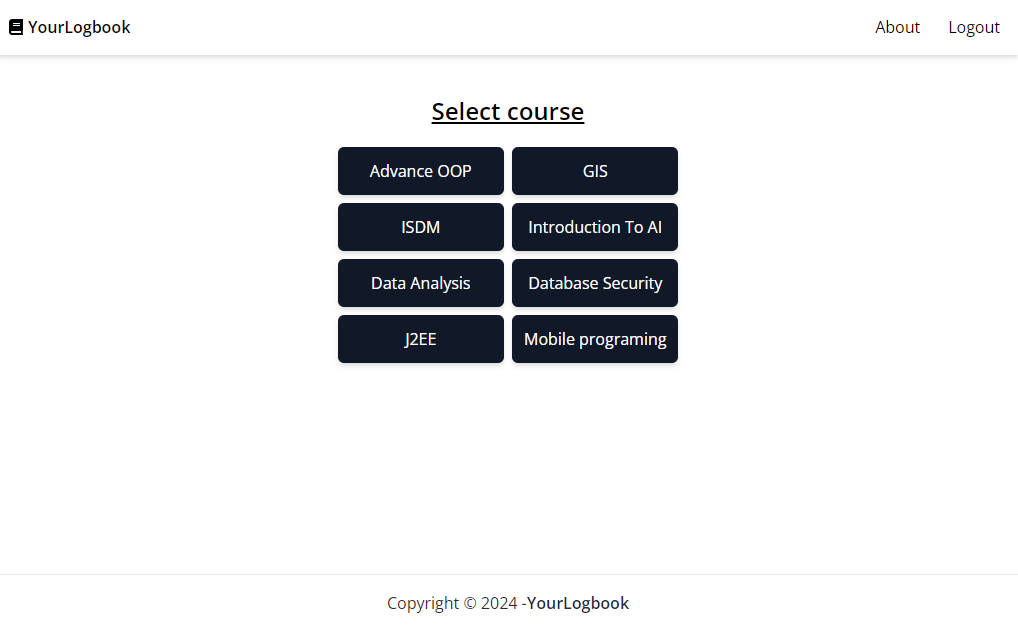 YourLogbook
About
Logout
Select course
Advance OOP
GIS
ISDM
Introduction To AI
Data Analysis
Database Security
J2EE
Mobile programing
Copyright © 2024 -YourLogbook